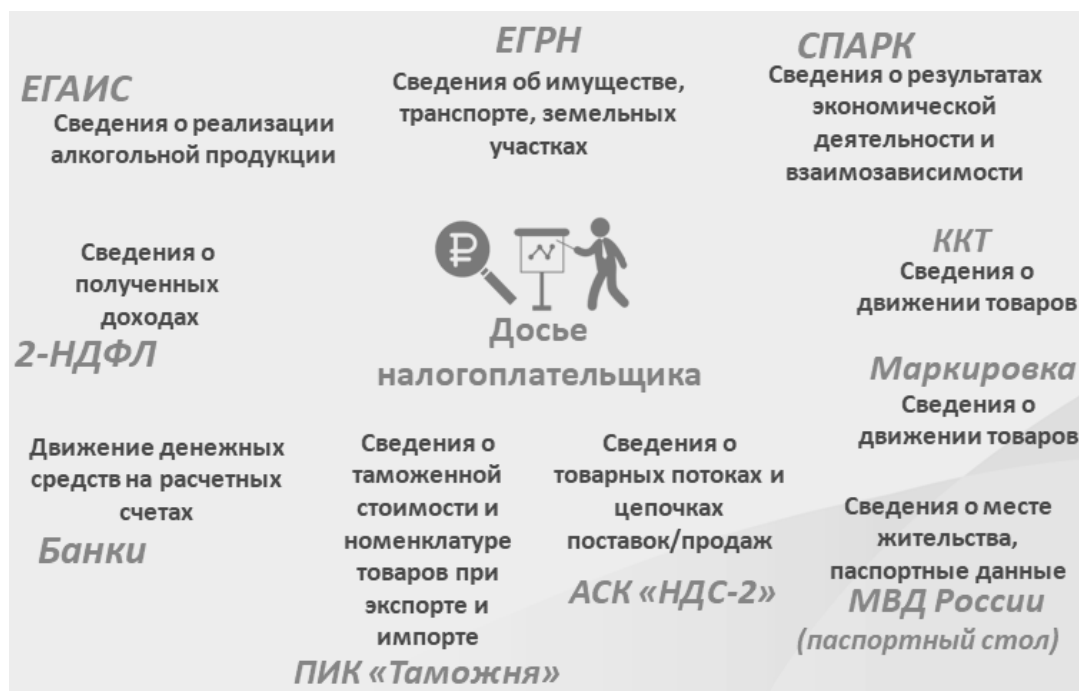 ЕГАИС
Сведения о реализации
алкогольной продукции
ЕГРН
Сведения об имуществе,
транспорте, земельных
участках
СПАРК
Сведения о результатах
экономической
деятельности и
взаимозависимости
Сведения о
полученных
доходах
2-НДФЛ
Досье
налогоплательщика
ККТ
Сведения о
движении товаров
Маркировка
Сведения о
движении товаров
Движение денежных
средств на расчетных
счетах
Банки
Сведения о
таможенной
стоимости и
номенклатуре
товаров при
экспорте и
импорте
ПИК «Таможня»
Сведения о
товарных потоках и
цепочках
поставок/продаж
АСК «НДС-2»
Сведения о месте
жительства,
паспортные данные
МВД России
(паспортный стол)